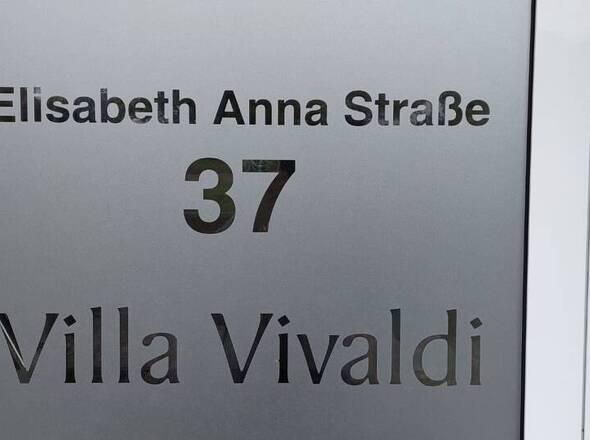 Elisabeth Anna Straße
37
Villa Vivaldi